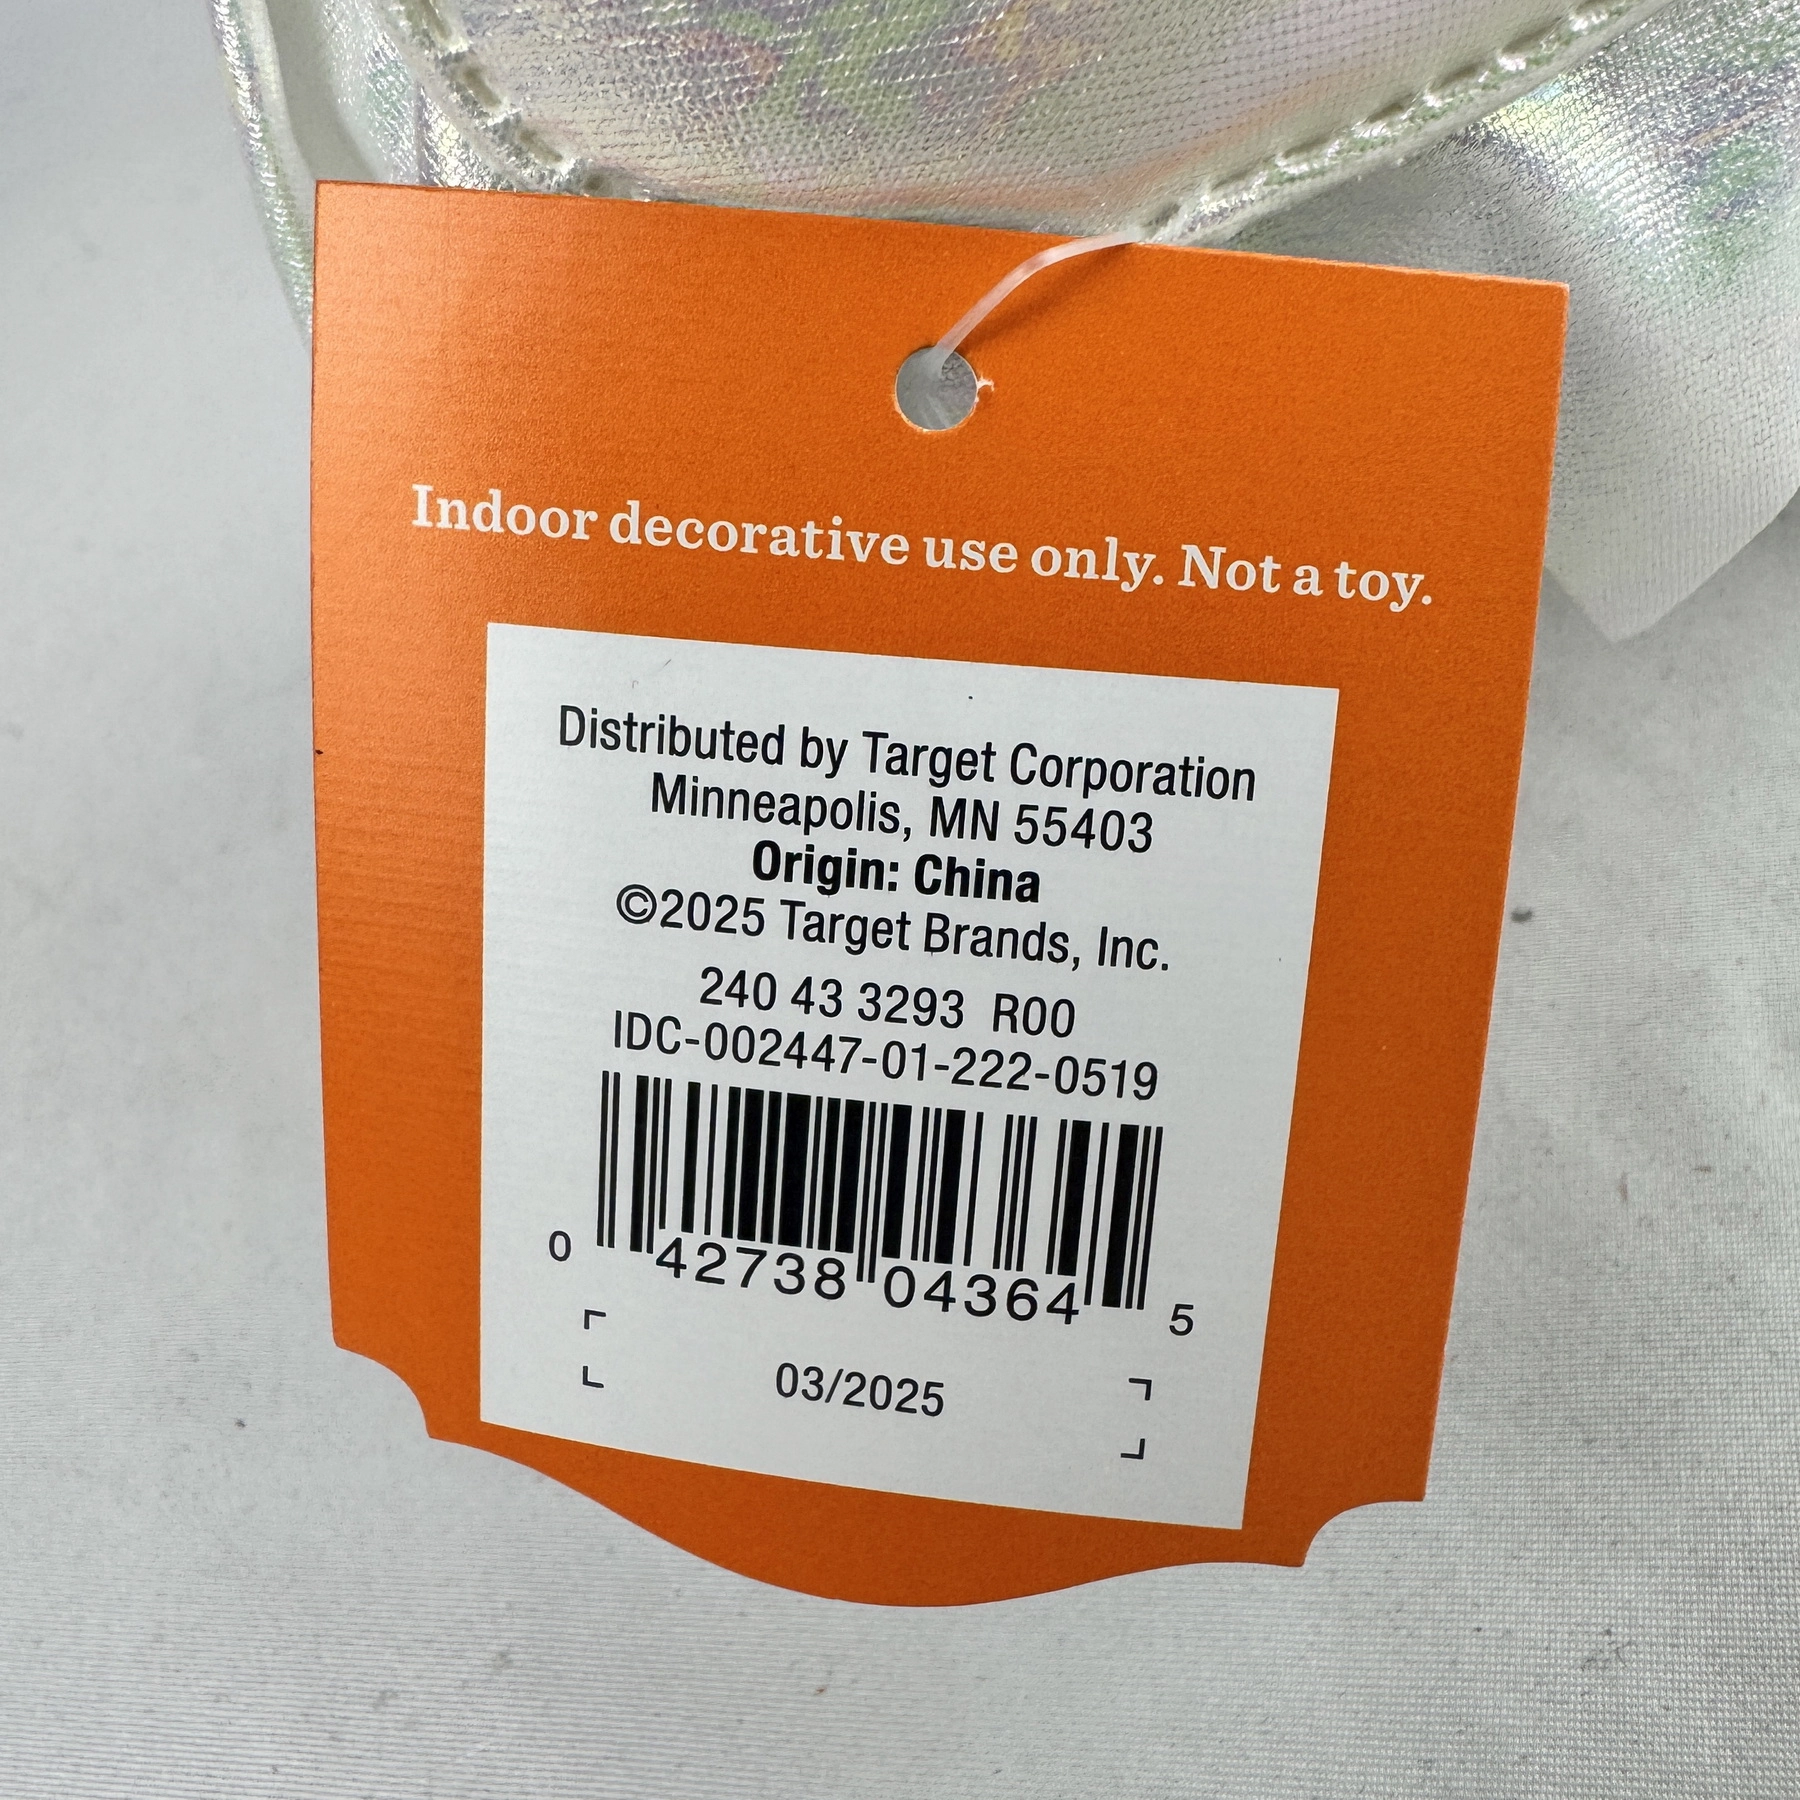 Indoor decorative use only. Not a toy.
Distributed by Target Corporation
Minneapolis, MN 55403
Origin: China
©2025 Target Brands, Inc.
240 43 3293 R00
IDC-002447-01-222-0519
0 42738 04364 5
03/2025